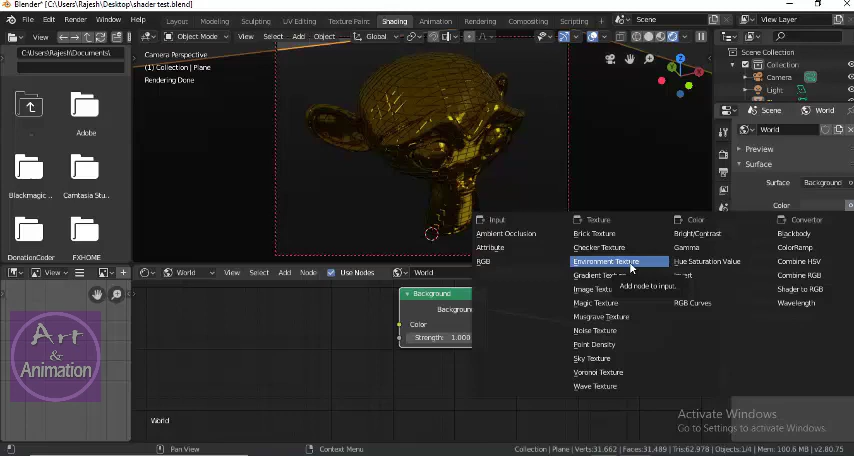 Blender* [C:\Users\Rajesh\Desktop\shader test.blend]
File Edit Render Window Help Layout Modeling Sculpting UV Editing Texture Paint Shading Animation Rendering Compositing Scripting + Scene View Layer
View Object Mode View Select Add Object Global
C:\Users\Rajesh\Documents\
Camera Perspective
(1) Collection | Plane
Rendering Done
Z
Y
X
Scene Collection
Collection
Camera
Light
Scene World
World
Preview
Surface
Surface Background
Color
..
Adobe
Blackmagic ..
Camtasia Stu..
DonationCoder
FXHOME
Input
Ambient Occlusion
Attribute
RGB
Texture
Brick Texture
Checker Texture
Environment Texture
Gradient
Image Textu
Magic Texture
Musgrave Texture
Noise Texture
Point Density
Sky Texture
Voronoi Texture
Wave Texture
Add node to input.
Color
Bright/Contrast
Gamma
Hue Saturation Value
RGB Curves
Convertor
Blackbody
ColorRamp
Combine HSV
Combine RGB
Shader to RGB
Wavelength
View
World View Select Add Node Use Nodes World
Background
Background
Color
Strength: 1.000
Art
&
Animation
World
Activate Windows
Go to Settings to activate Windows.
Pan View Context Menu Collection | Plane | Verts:31,662 | Faces:31,489 | Tris:62,978 | Objects:1/4 | Mem: 100.6 MB | v2.80.75